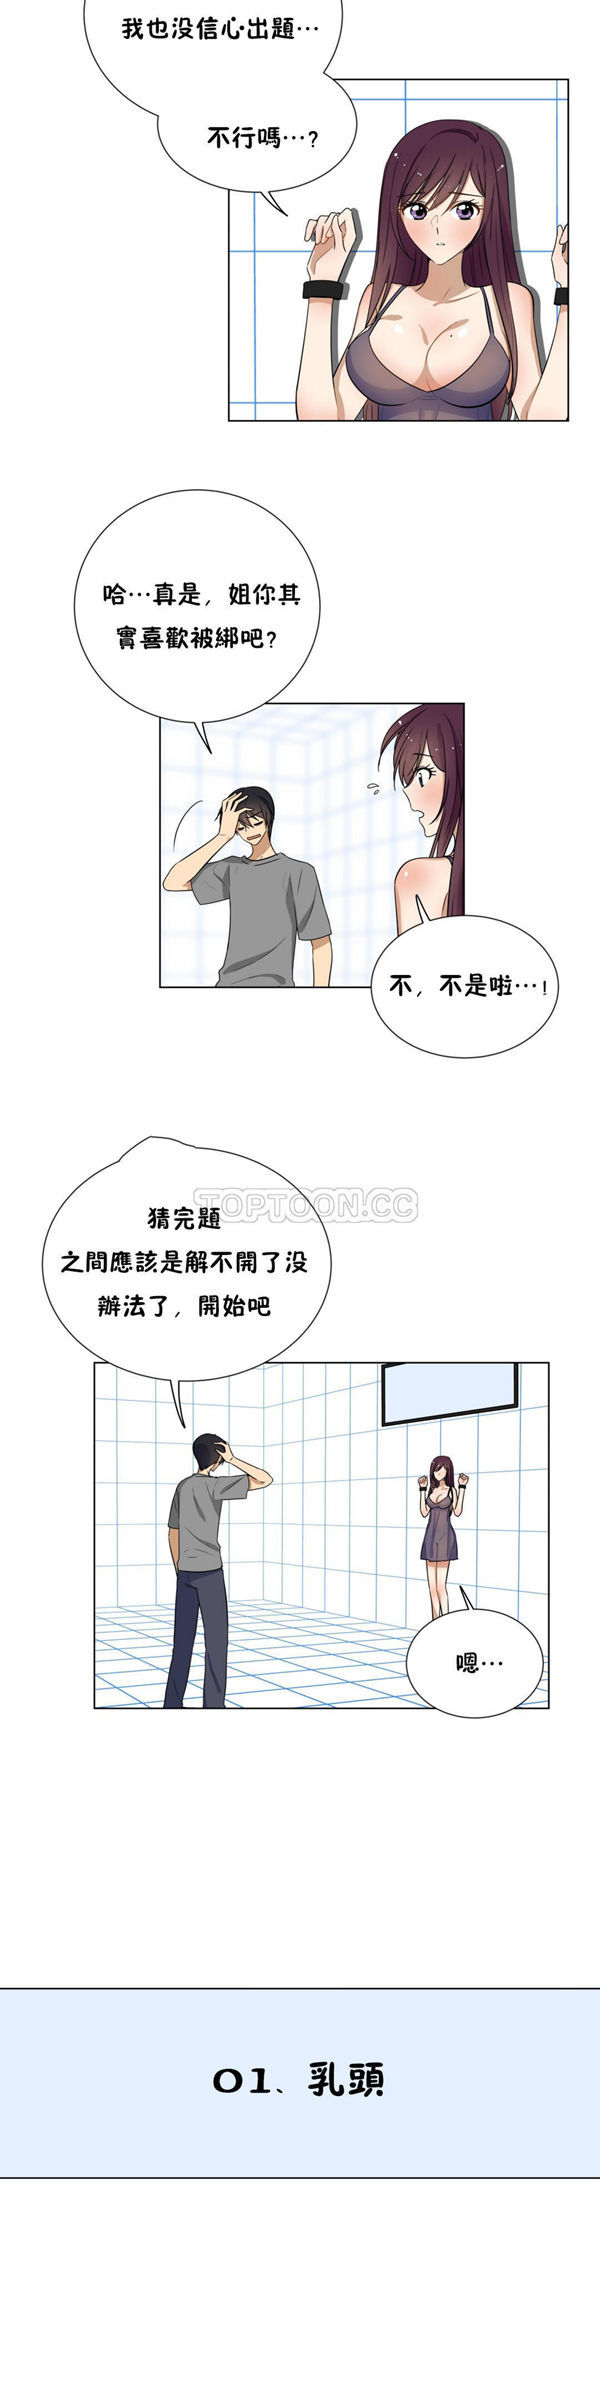 我也没信心出題…
不行嗎…?
哈…真是，姐你其
實喜歡被綁吧?
不，不是啦…!
TOPTOON.CC
猜完題
之間應該是解不開了没
辦法了，開始吧
嗯…
01、乳頭